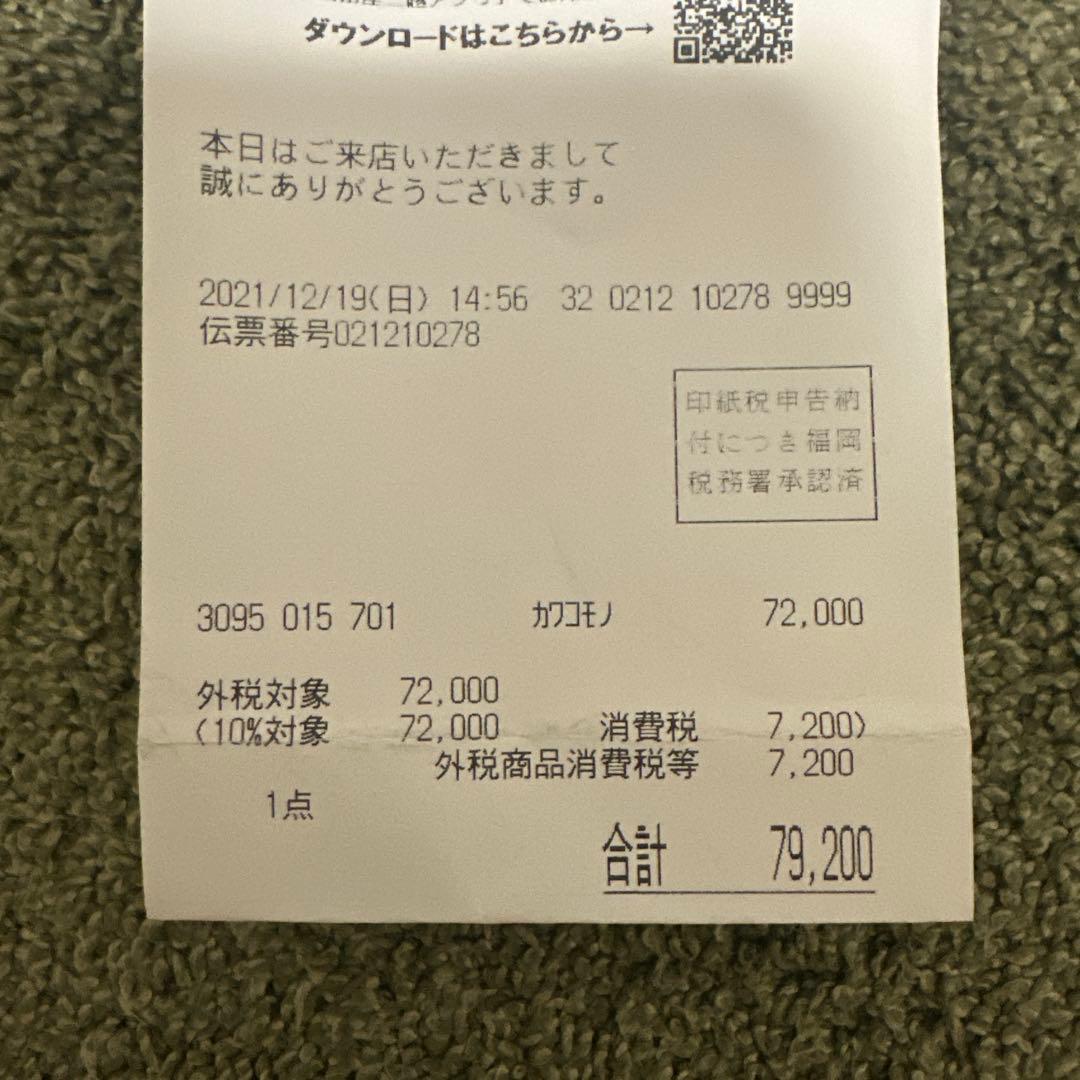 ダウンロードはこちらから→
本日はご来店いただきまして
誠にありがとうございます。
2021/12/19(日) 14:56 32 0212 10278 9999
伝票番号021210278
印紙税申告納
付につき福岡
税務署承認済
3095 015 701 ｶﾜｺﾓﾉ 72,000
外税対象 72,000
(10%対象 72,000 消費税 7,200)
外税商品消費税等 7,200
1点
合計 79,200